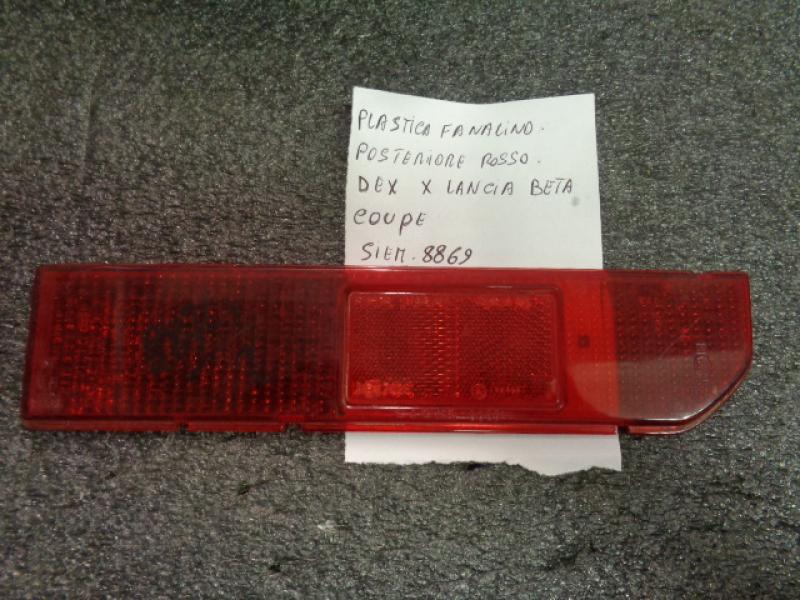 PLASTICA FANALINO.
POSTERIORE ROSSO.
DEX X LANCIA BETA
COUPE
SIEM. 8869